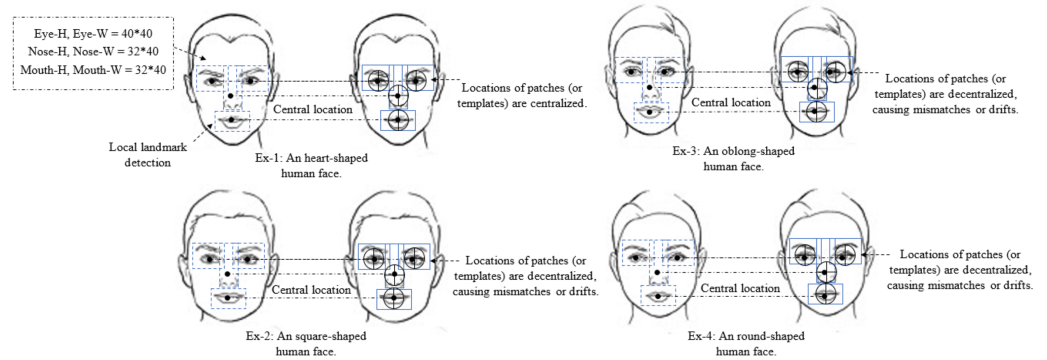 Eye-H, Eye-W = 40*40
Nose-H, Nose-W = 32*40
Mouth-H, Mouth-W = 32*40
Local landmark
detection
Central location
Locations of patches (or
templates) are centralized.
Ex-1: An heart-shaped
human face.
Central location
Locations of patches (or
templates) are decentralized,
causing mismatches or drifts.
Ex-3: An oblong-shaped
human face.
Central location
Locations of patches (or
templates) are decentralized,
causing mismatches or drifts.
Ex-2: An square-shaped
human face.
Central location
Locations of patches (or
templates) are decentralized,
causing mismatches or drifts.
Ex-4: An round-shaped
human face.